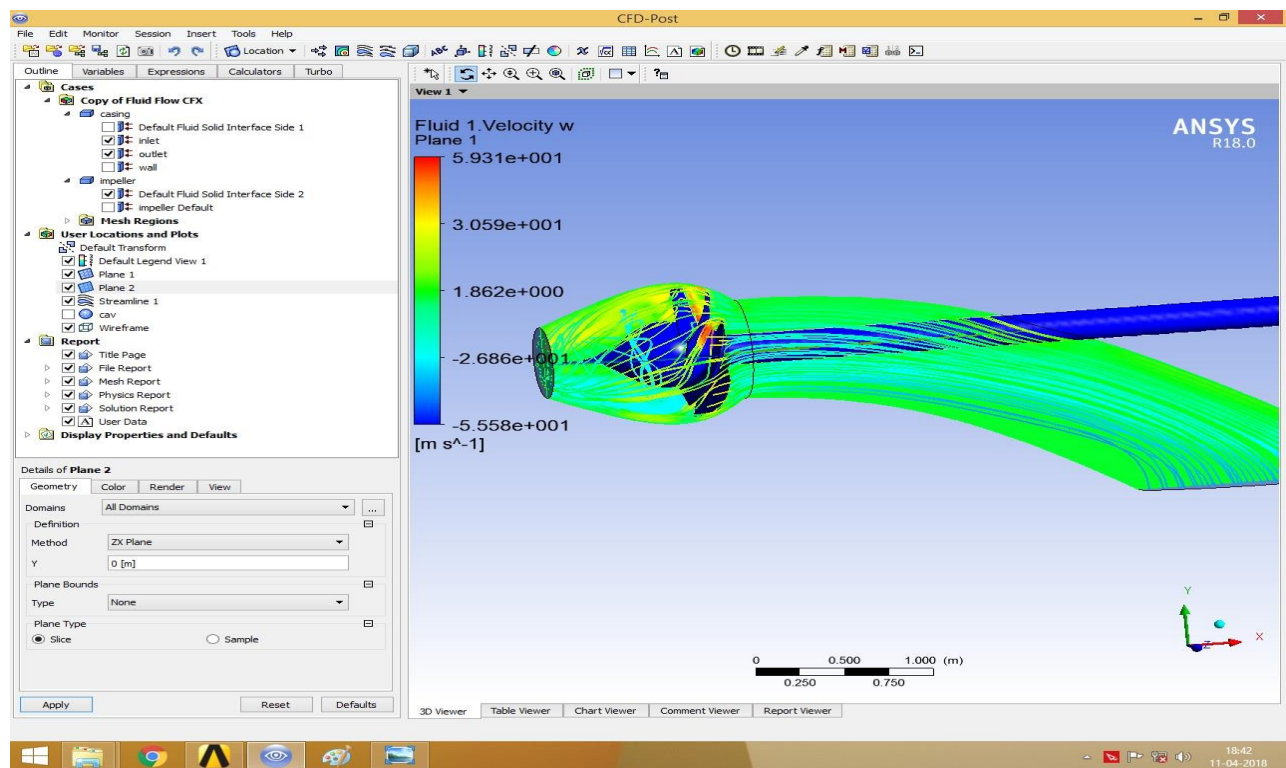 CFD-Post
File Edit Monitor Session Insert Tools Help
Location
Outline Variables Expressions Calculators Turbo
Cases
Copy of Fluid Flow CFX
casing
Default Fluid Solid Interface Side 1
inlet
outlet
wall
impeller
Default Fluid Solid Interface Side 2
impeller Default
Mesh Regions
User Locations and Plots
Default Transform
Default Legend View 1
Plane 1
Plane 2
Streamline 1
cav
Wireframe
Report
Title Page
File Report
Mesh Report
Physics Report
Solution Report
User Data
Display Properties and Defaults
Details of Plane 2
Geometry Color Render View
Domains All Domains ...
Definition
Method ZX Plane
Y 0 [m]
Plane Bounds
Type None
Plane Type
Slice Sample
Apply Reset Defaults
View 1
Fluid 1.Velocity w
Plane 1
5.931e+001
3.059e+001
1.862e+000
-2.686e+001
-5.558e+001
[m s^-1]
ANSYS
R18.0
Y
X
Z
0 0.500 1.000 (m)
0.250 0.750
3D Viewer Table Viewer Chart Viewer Comment Viewer Report Viewer
18:42
11-04-2018